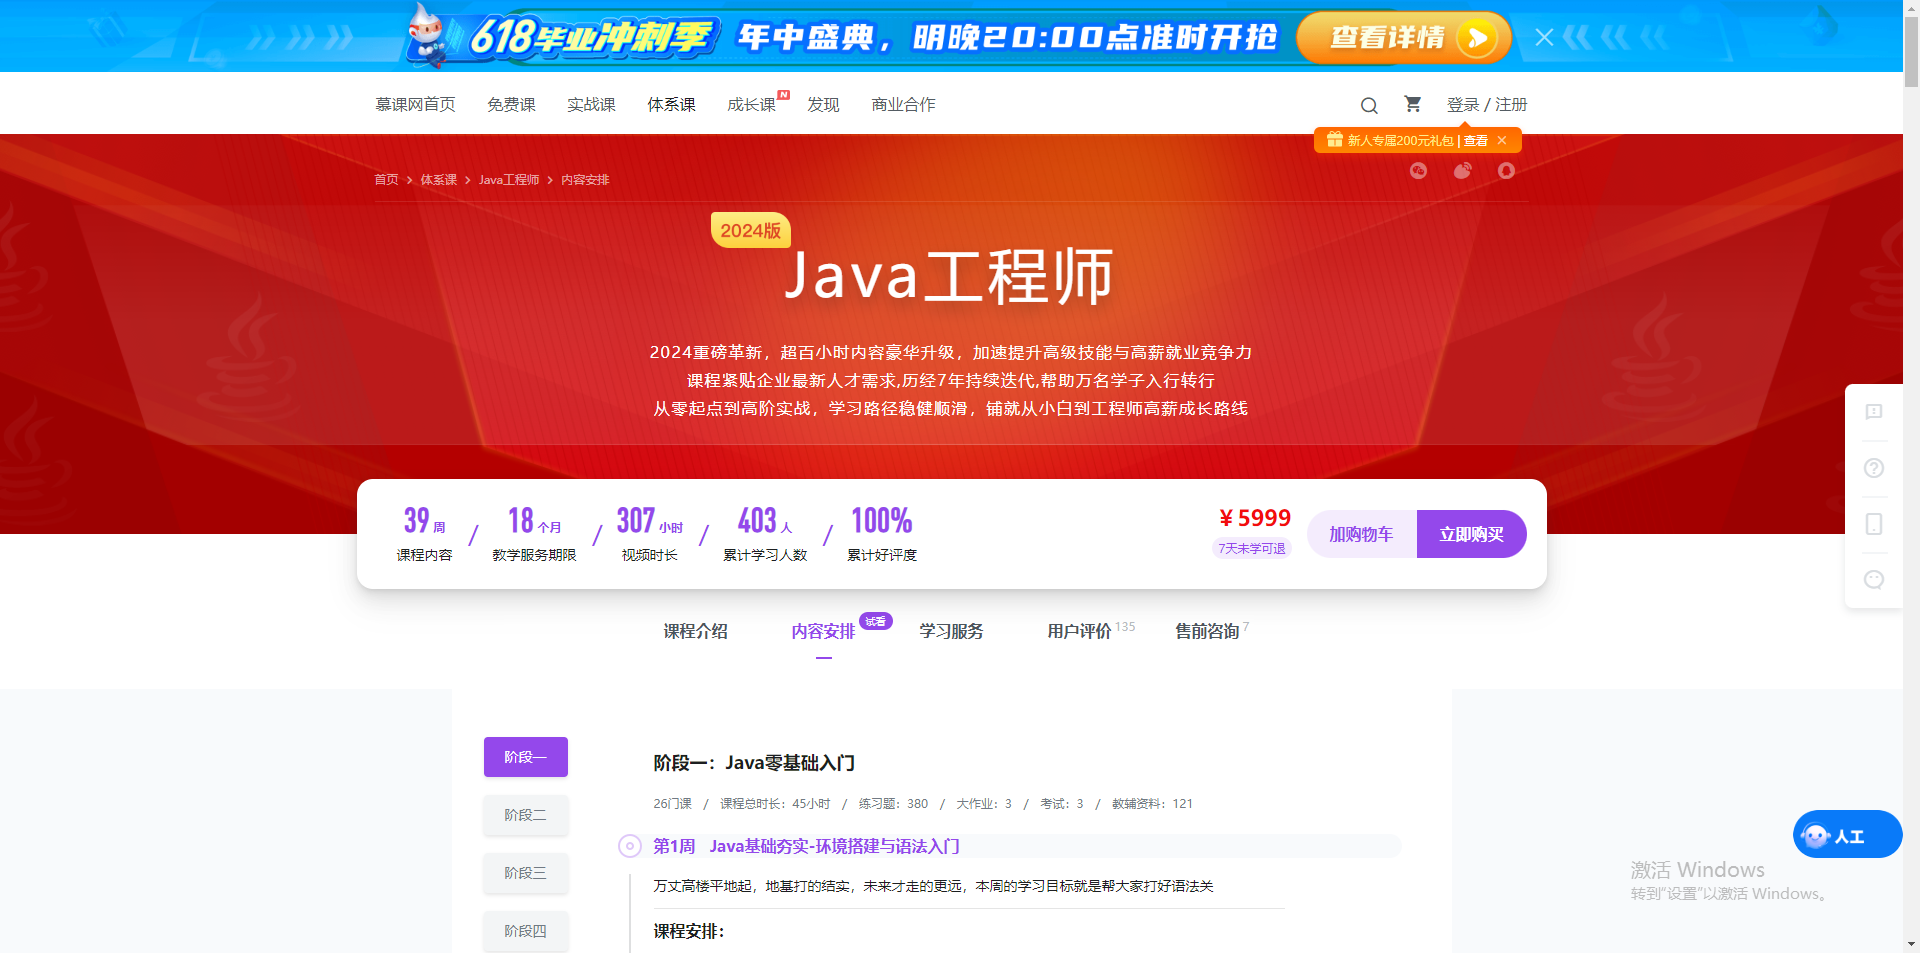 618毕业冲刺季 年中盛典，明晚20:00点准时开抢 查看详情
慕课网首页 免费课 实战课 体系课 成长课 N 发现 商业合作 登录 / 注册
新人专属200元礼包 | 查看
首页 > 体系课 > Java工程师 > 内容安排
2024版
Java工程师
2024重磅革新，超百小时内容豪华升级，加速提升高级技能与高薪就业竞争力
课程紧贴企业最新人才需求,历经7年持续迭代,帮助万名学子入行转行
从零起点到高阶实战，学习路径稳健顺滑，铺就从小白到工程师高薪成长路线
39 周 / 18 个月 / 307 小时 / 403 人 / 100%
课程内容 教学服务期限 视频时长 累计学习人数 累计好评度
¥ 5999
7天未学可退
加购物车 立即购买
课程介绍 内容安排 试看 学习服务 用户评价 135 售前咨询 7
阶段一
阶段二
阶段三
阶段四
阶段一：Java零基础入门
26门课 / 课程总时长：45小时 / 练习题：380 / 大作业：3 / 考试：3 / 教辅资料：121
第1周 Java基础夯实-环境搭建与语法入门
万丈高楼平地起，地基打的结实，未来才走的更远，本周的学习目标就是帮大家打好语法关
课程安排：
人工
激活 Windows
转到“设置”以激活 Windows。